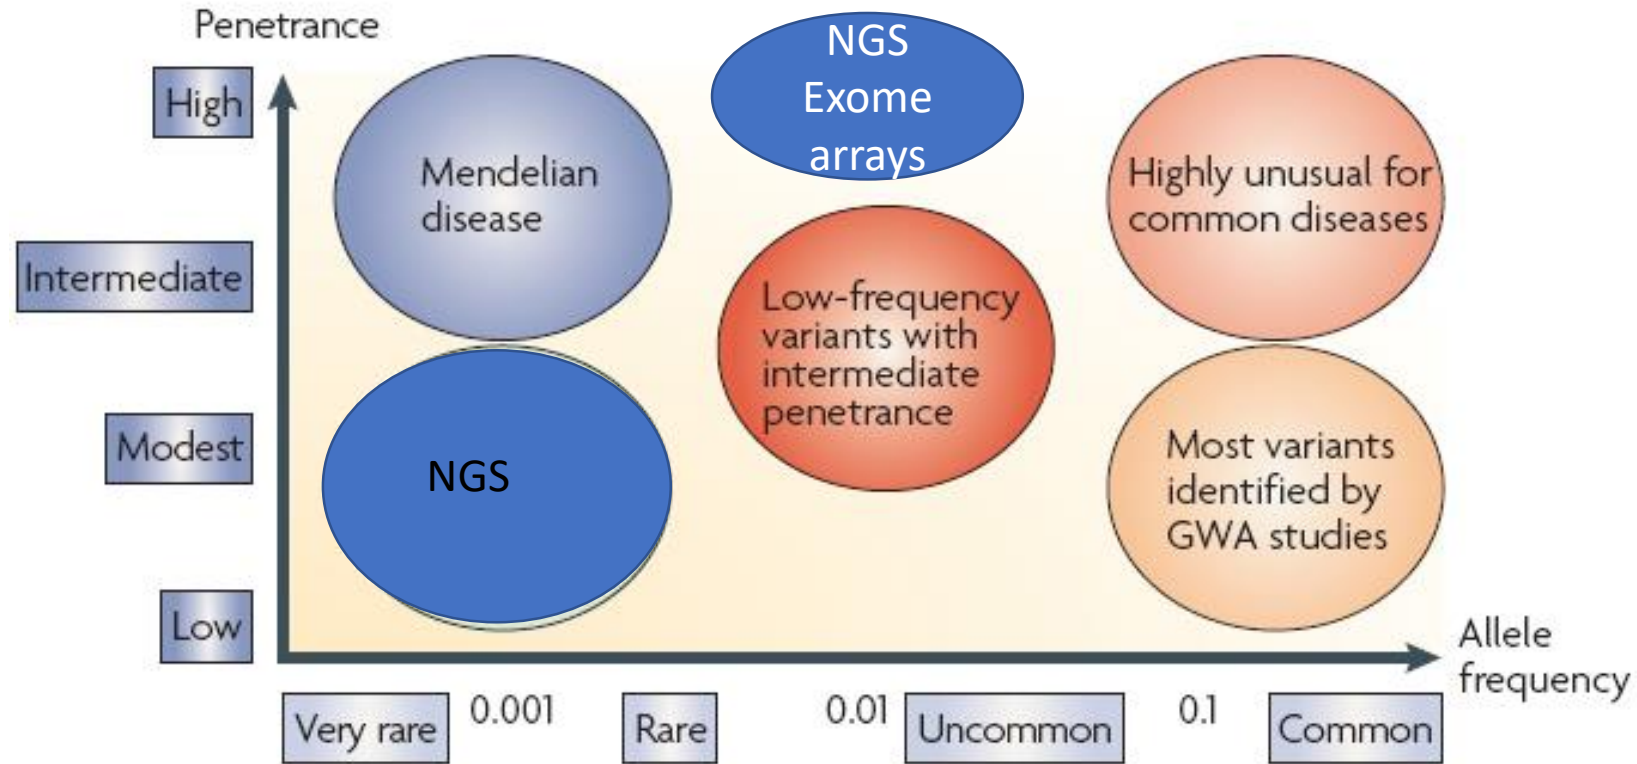 Penetrance
High
Intermediate
Modest
Low
Mendelian
disease
NGS
Exome
arrays
Highly unusual for
common diseases
Low-frequency
variants with
intermediate
penetrance
NGS
Most variants
identified by
GWA studies
Allele
frequency
Very rare
0.001
Rare
0.01
Uncommon
0.1
Common